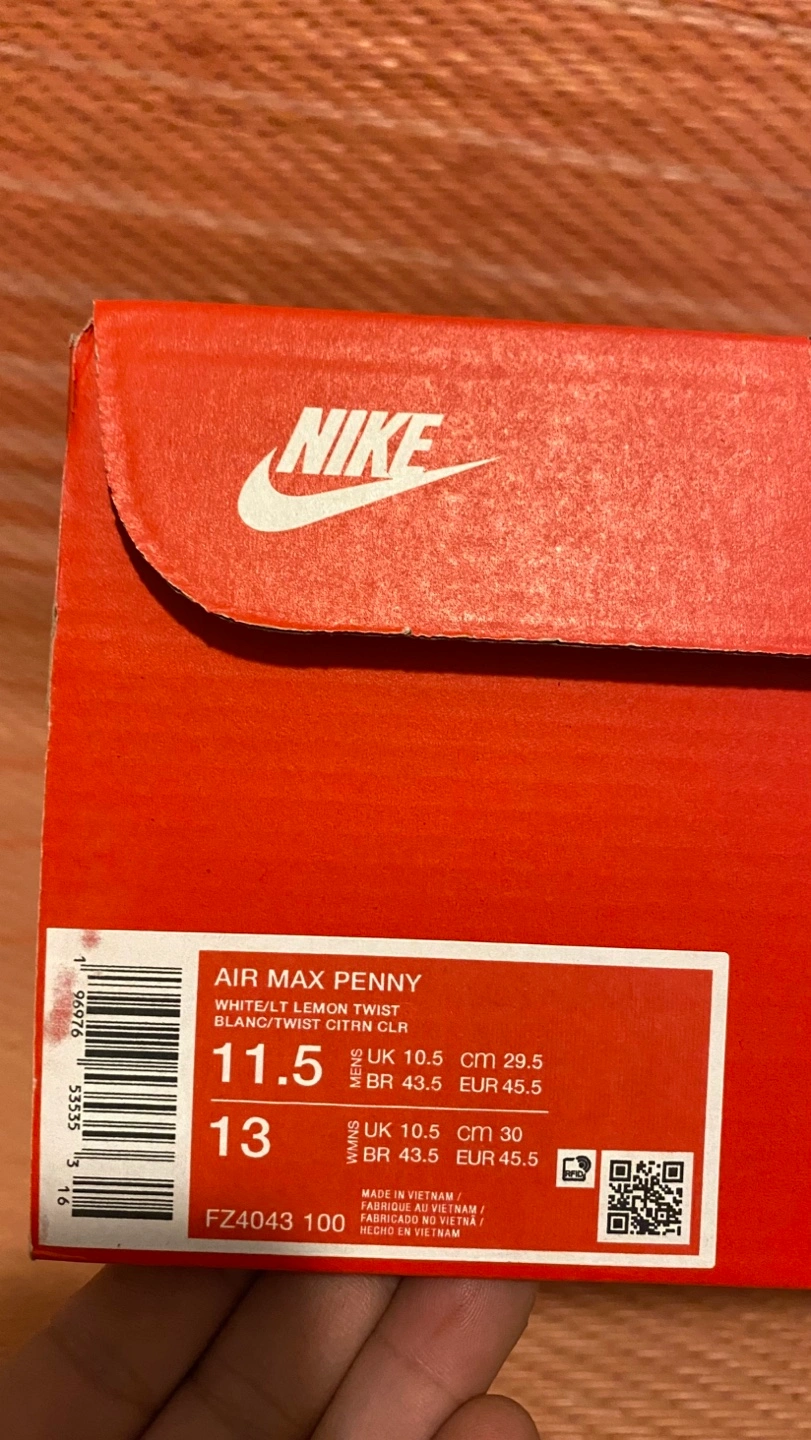 NIKE
AIR MAX PENNY
WHITE/LT LEMON TWIST
BLANC/TWIST CITRN CLR
11.5 MENS UK 10.5 cm 29.5
BR 43.5 EUR 45.5
13 WMNS UK 10.5 cm 30
BR 43.5 EUR 45.5
RFID
FZ4043 100
MADE IN VIETNAM /
FABRIQUE AU VIETNAM /
FABRICADO NO VIETNÃ /
HECHO EN VIETNAM
1 96976 53535 3 16